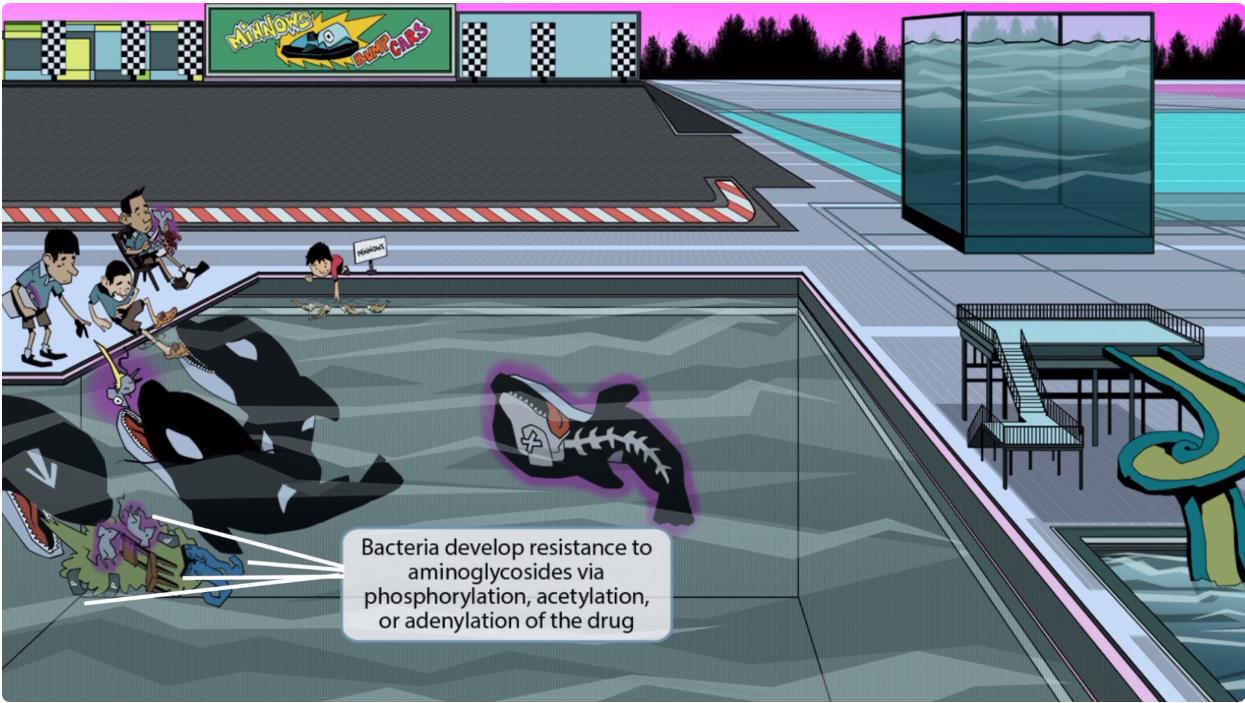 MiNNOWS
BUMP CARS
MiNNOWS
Bacteria develop resistance to
aminoglycosides via
phosphorylation, acetylation,
or adenylation of the drug